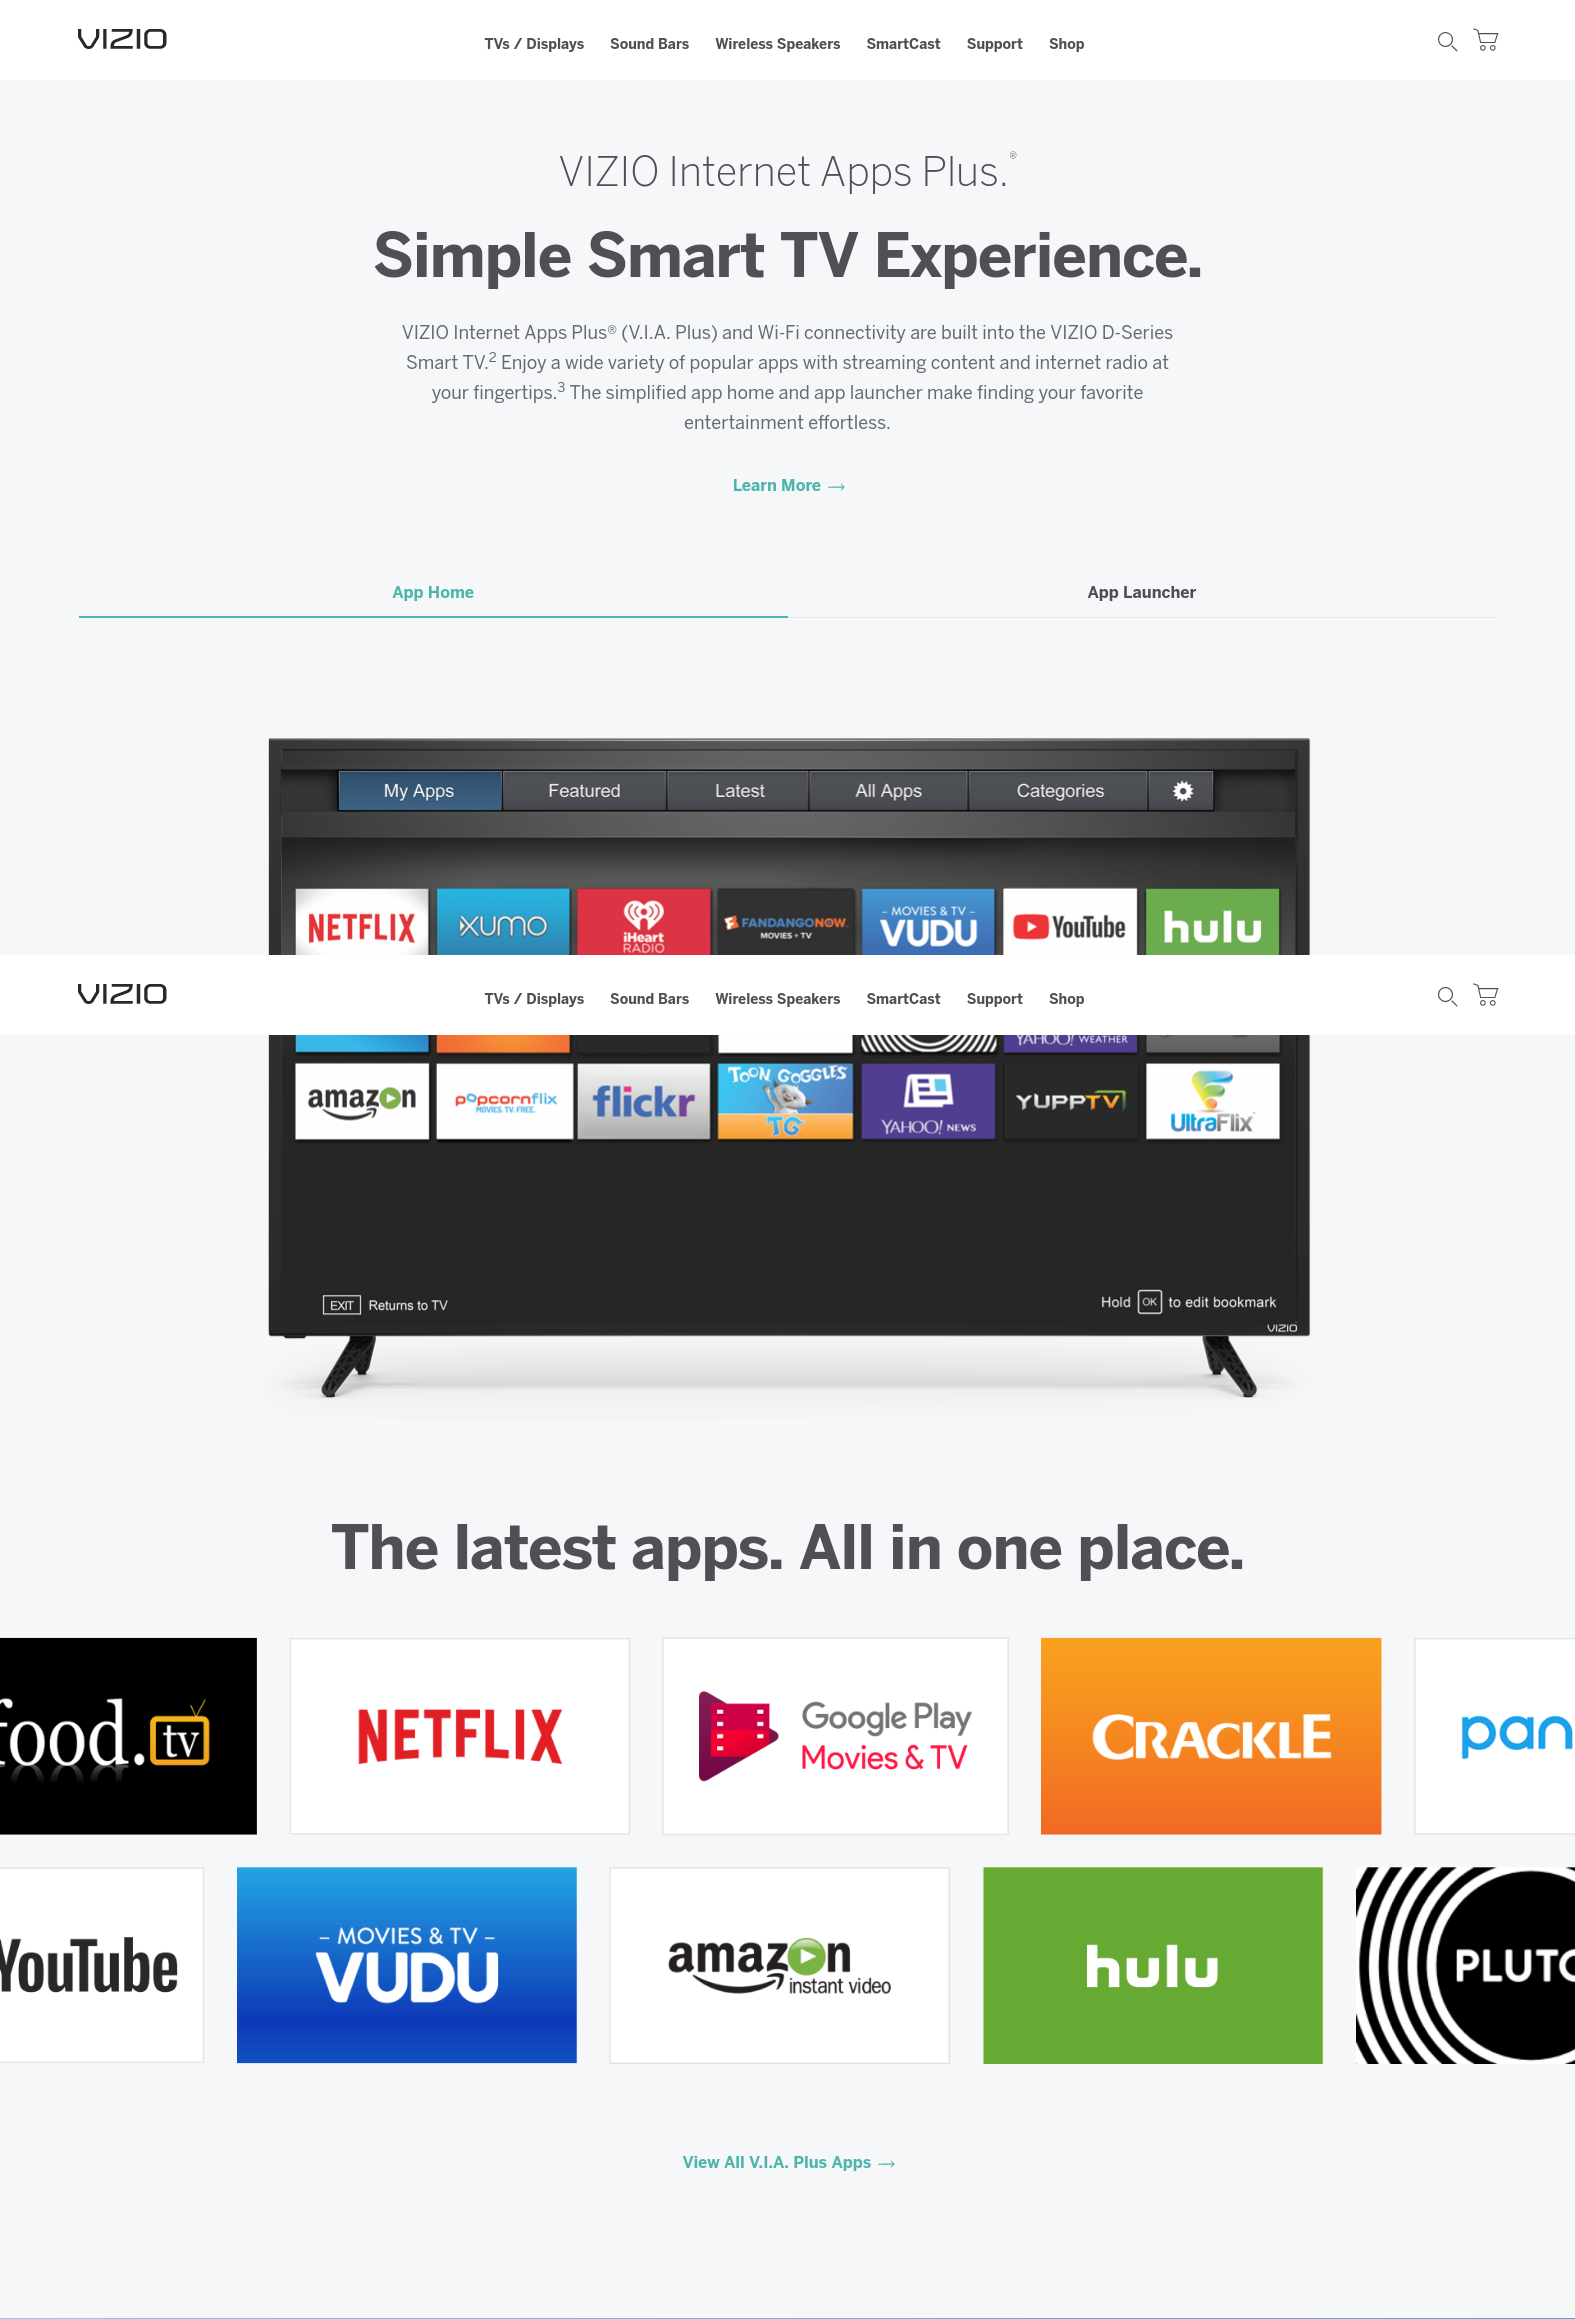 VIZIO
TVs / Displays Sound Bars Wireless Speakers SmartCast Support Shop
VIZIO Internet Apps Plus.®
Simple Smart TV Experience.
VIZIO Internet Apps Plus® (V.I.A. Plus) and Wi-Fi connectivity are built into the VIZIO D-Series
Smart TV.2 Enjoy a wide variety of popular apps with streaming content and internet radio at
your fingertips.3 The simplified app home and app launcher make finding your favorite
entertainment effortless.
Learn More →
App Home App Launcher
My Apps Featured Latest All Apps Categories
NETFLIX XUMO iHeart RADIO FANDANGONOW MOVIES + TV – MOVIES & TV – VUDU YouTube hulu
VIZIO
TVs / Displays Sound Bars Wireless Speakers SmartCast Support Shop
YAHOO! WEATHER
amazon popcornflix MOVIES. TV. FREE. flickr TOON GOGGLES TG YAHOO! NEWS YUPPTV UltraFlix
EXIT Returns to TV Hold OK to edit bookmark
VIZIO
The latest apps. All in one place.
food.tv NETFLIX Google Play Movies & TV CRACKLE pan
YouTube – MOVIES & TV – VUDU amazon instant video hulu PLUTO
View All V.I.A. Plus Apps →